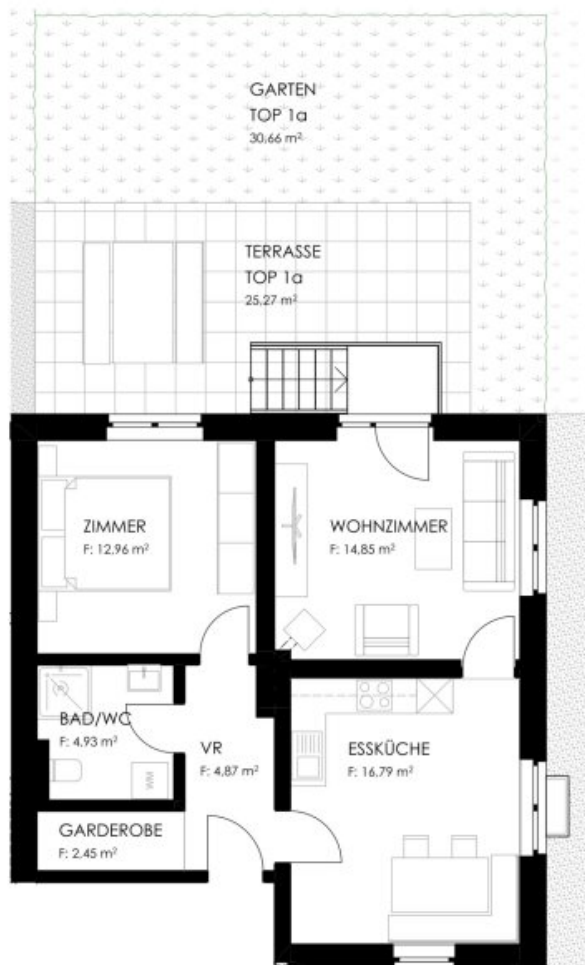 GARTEN
TOP 1a
30,66 m²
TERRASSE
TOP 1a
25,27 m²
ZIMMER
F: 12,96 m²
WOHNZIMMER
F: 14,85 m²
BAD/WC
F: 4,93 m²
VR
F: 4,87 m²
ESSKÜCHE
F: 16,79 m²
WM
GARDEROBE
F: 2,45 m²